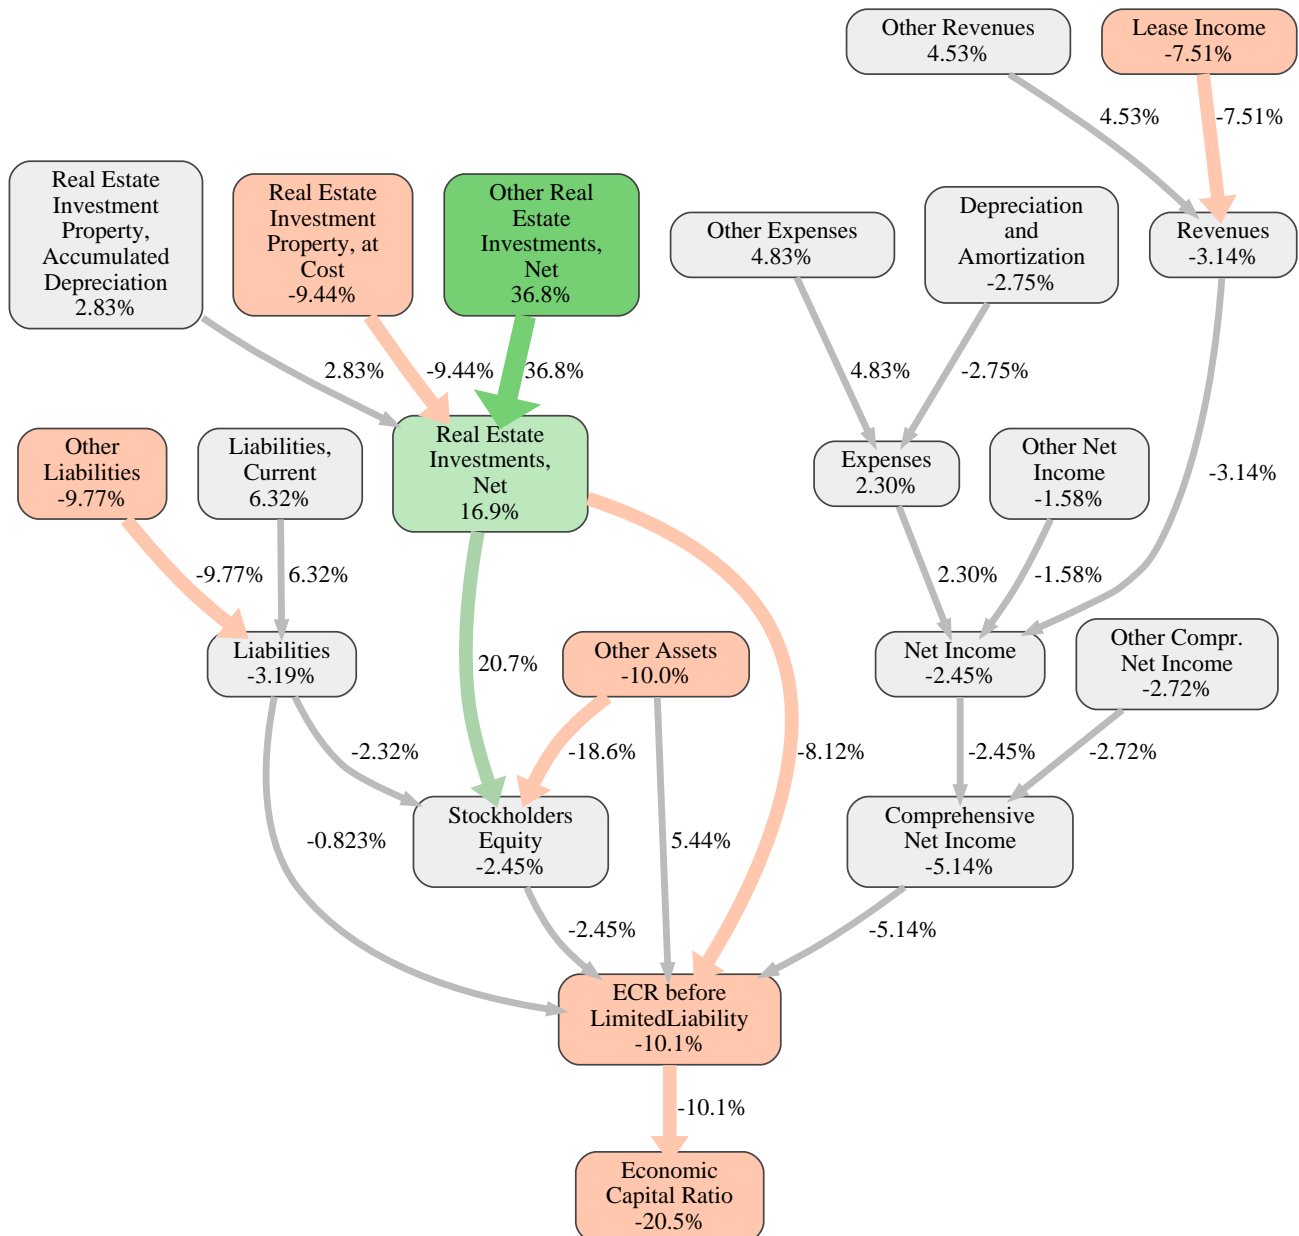 Other Revenues
4.53%
Lease Income
-7.51%
4.53%
-7.51%
Real Estate
Investment
Property,
Accumulated
Depreciation
2.83%
Real Estate
Investment
Property, at
Cost
-9.44%
Other Real
Estate
Investments,
Net
36.8%
Other Expenses
4.83%
Depreciation
and
Amortization
-2.75%
Revenues
-3.14%
2.83%
-9.44%
36.8%
4.83%
-2.75%
Other
Liabilities
-9.77%
Liabilities,
Current
6.32%
Real Estate
Investments,
Net
16.9%
Expenses
2.30%
Other Net
Income
-1.58%
-3.14%
-9.77%
6.32%
2.30%
-1.58%
Liabilities
-3.19%
20.7%
Other Assets
-10.0%
Net Income
-2.45%
Other Compr.
Net Income
-2.72%
-2.32%
-18.6%
-8.12%
-2.45%
-2.72%
-0.823%
Stockholders
Equity
-2.45%
5.44%
Comprehensive
Net Income
-5.14%
-2.45%
-5.14%
ECR before
LimitedLiability
-10.1%
-10.1%
Economic
Capital Ratio
-20.5%